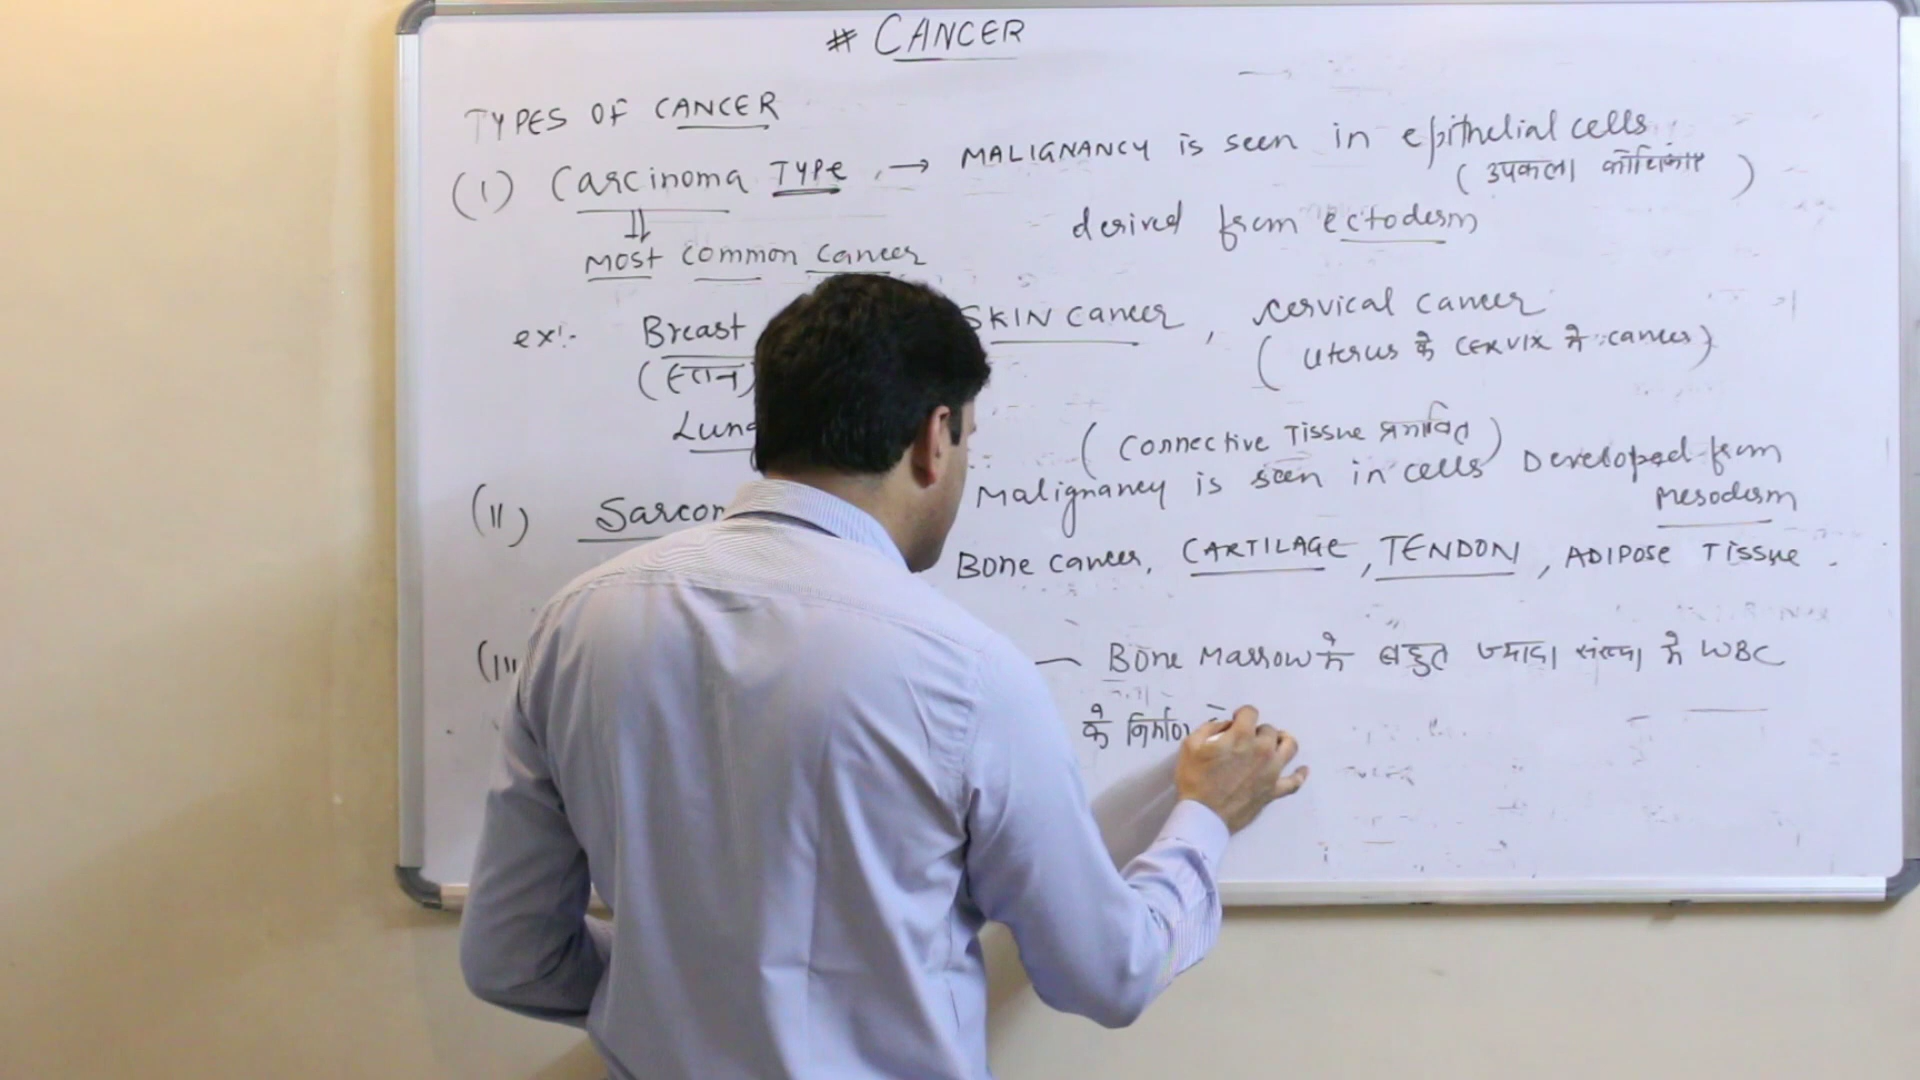 # CANCER
TYPES OF CANCER
(I) Carcinoma TYPE → MALIGNANCY is seen in epithelial cells
(उपकला कोशिकाएं)
derived from ectoderm
⇓
MOST common cancer
ex:- Breast SKIN cancer , cervical cancer
(स्तन) ( uterus के CERVIX में cancer)
Lung
(connective Tissue प्रभावित)
(II) Sarcom Malignancy is seen in cells Developed from
Mesoderm
Bone cancer, CARTILAGE, TENDON, ADIPOSE Tissue.
(III — Bone Marrow में बहुत ज्यादा संख्या में WBC
के निर्माण